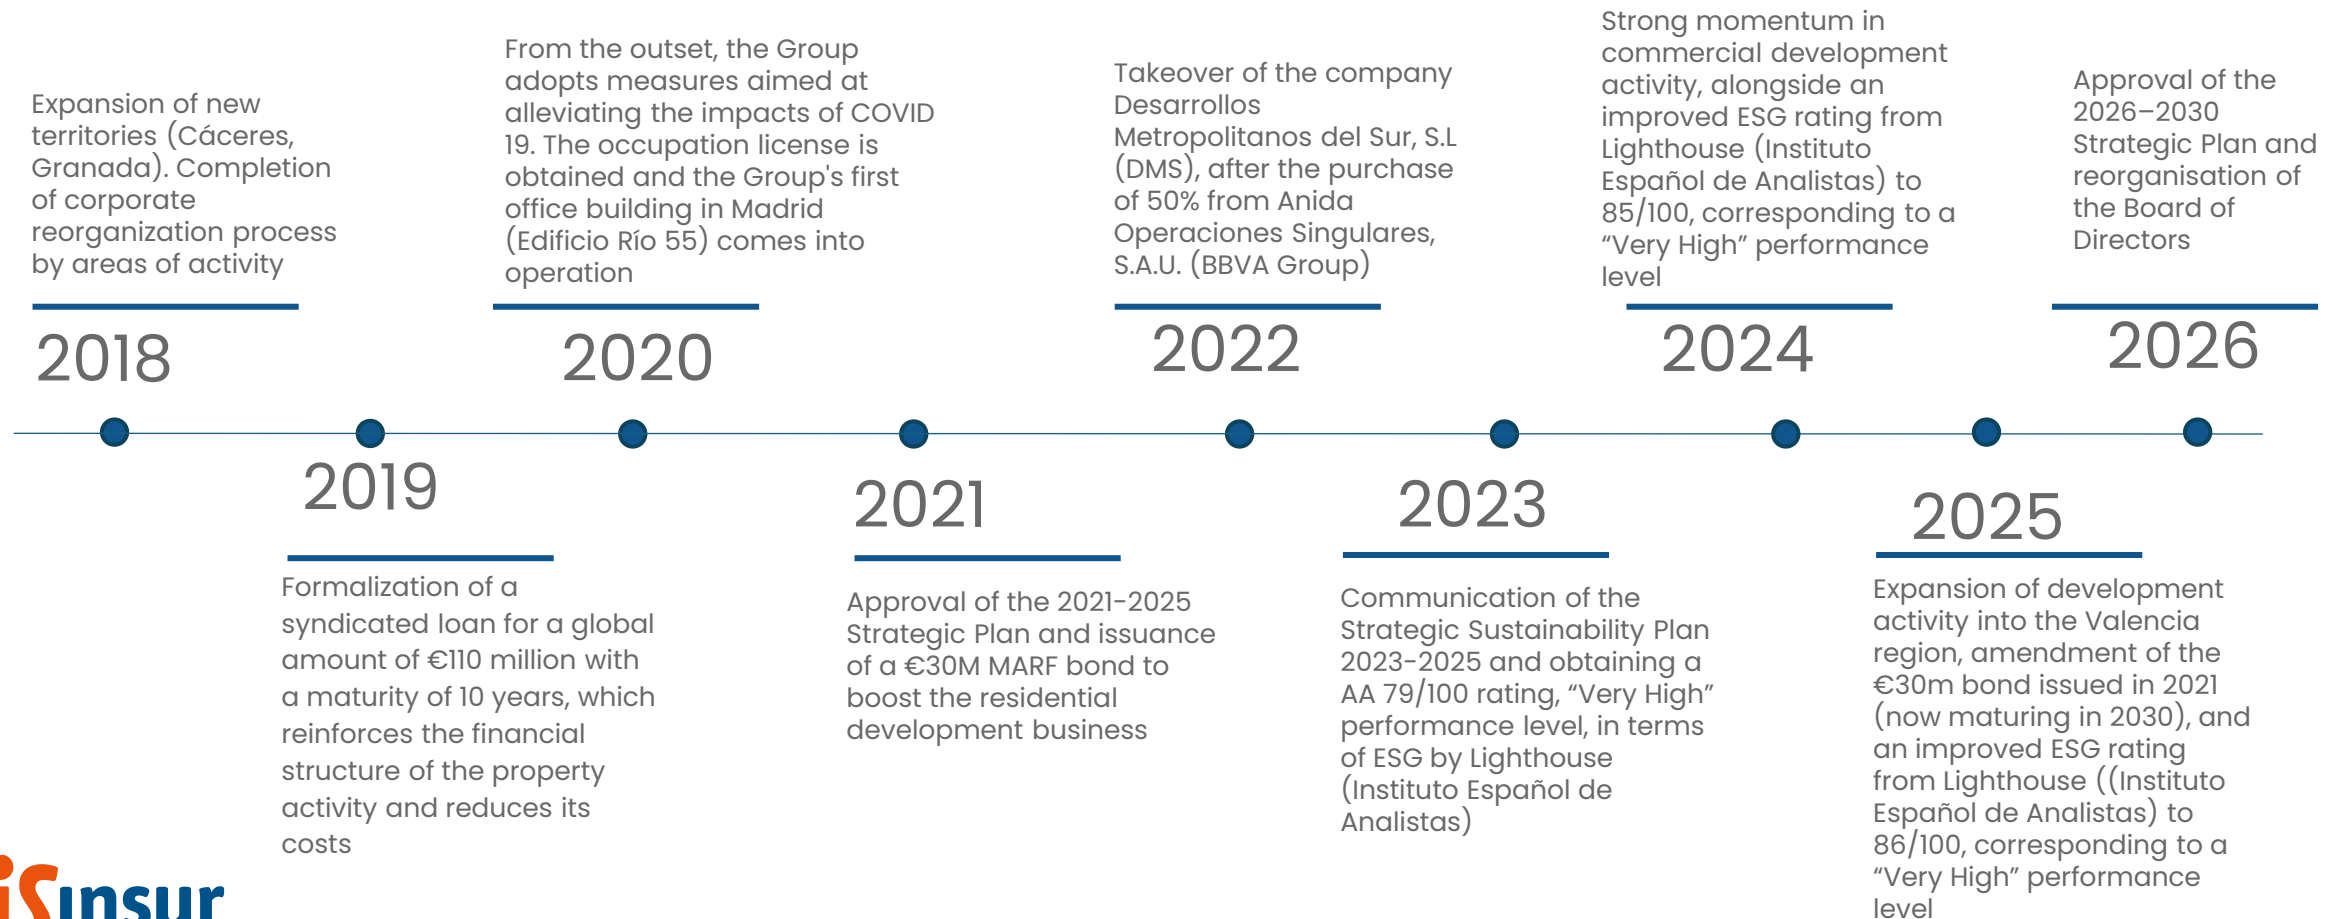 Expansion of new
territories (Cáceres,
Granada). Completion
of corporate
reorganization process
by areas of activity
2018
From the outset, the Group
adopts measures aimed at
alleviating the impacts of COVID
19. The occupation license is
obtained and the Group's first
office building in Madrid
(Edificio Río 55) comes into
operation
2020
Takeover of the company
Desarrollos
Metropolitanos del Sur, S.L
(DMS), after the purchase
of 50% from Anida
Operaciones Singulares,
S.A.U. (BBVA Group)
2022
Strong momentum in
commercial development
activity, alongside an
improved ESG rating from
Lighthouse (Instituto
Español de Analistas) to
85/100, corresponding to a
“Very High” performance
level
2024
Approval of the
2026–2030
Strategic Plan and
reorganisation of
the Board of
Directors
2026
2019
Formalization of a
syndicated loan for a global
amount of €110 million with
a maturity of 10 years, which
reinforces the financial
structure of the property
activity and reduces its
costs
2021
Approval of the 2021-2025
Strategic Plan and issuance
of a €30M MARF bond to
boost the residential
development business
2023
Communication of the
Strategic Sustainability Plan
2023-2025 and obtaining a
AA 79/100 rating, “Very High”
performance level, in terms
of ESG by Lighthouse
(Instituto Español de
Analistas)
2025
Expansion of development
activity into the Valencia
region, amendment of the
€30m bond issued in 2021
(now maturing in 2030), and
an improved ESG rating
from Lighthouse ((Instituto
Español de Analistas) to
86/100, corresponding to a
“Very High” performance
level
insur